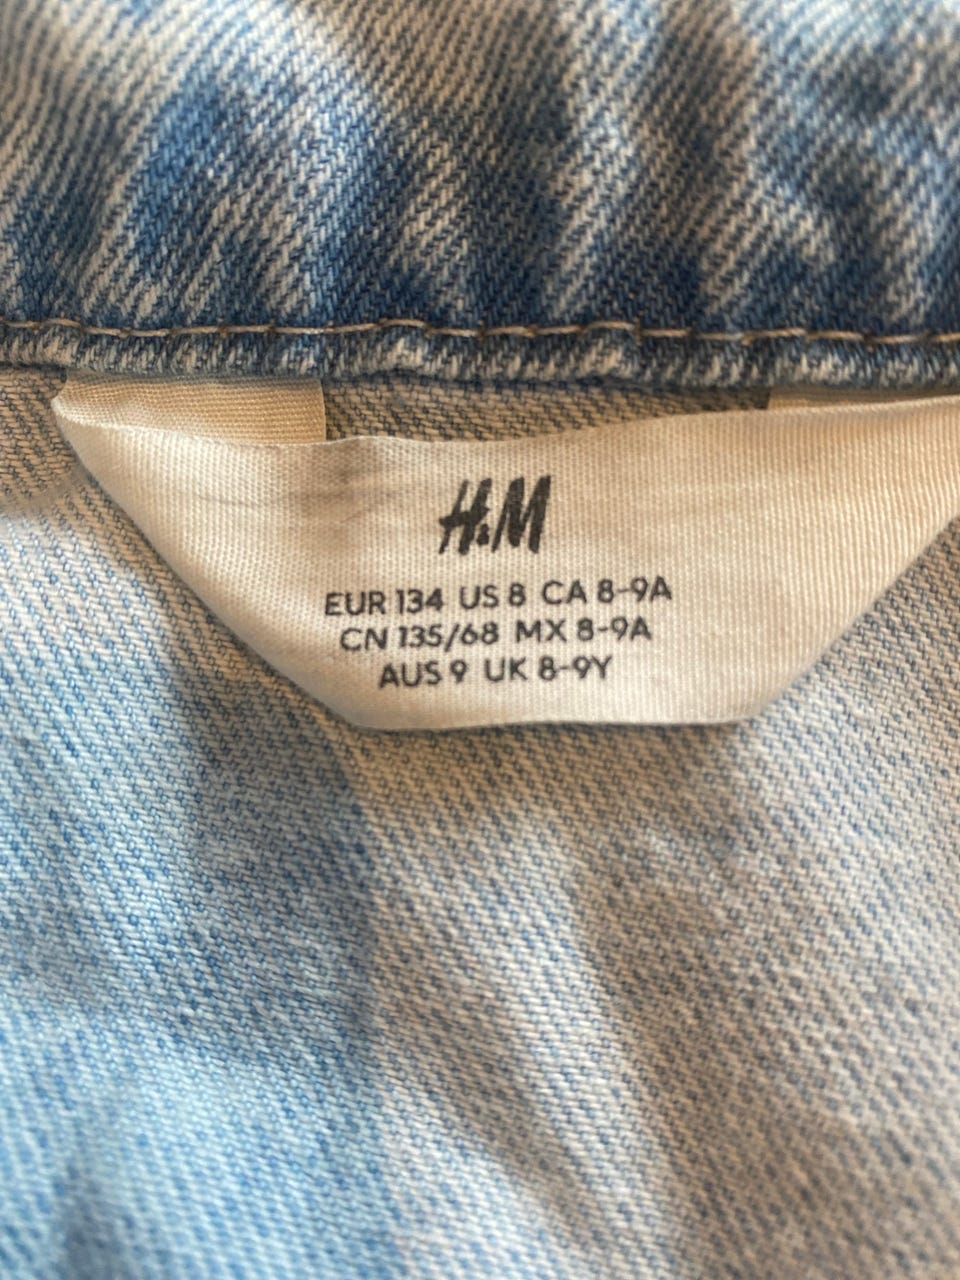 H&M
EUR 134 US 8 CA 8-9A
CN 135/68 MX 8-9A
AUS 9 UK 8-9Y